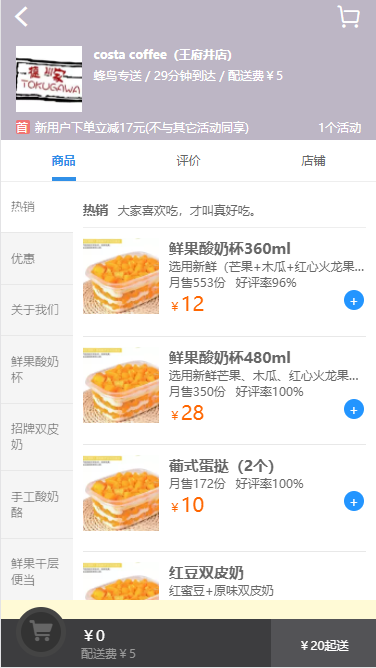 costa coffee（王府井店）
蜂鸟专送 / 29分钟到达 / 配送费￥5
首 新用户下单立减17元(不与其它活动同享) 1个活动
TOKUGAWA
商品 评价 店铺
热销
优惠
关于我们
鲜果酸奶
杯
招牌双皮
奶
手工酸奶
酪
鲜果千层
便当
热销 大家喜欢吃，才叫真好吃。
鲜果酸奶杯360ml
选用新鲜（芒果+木瓜+红心火龙果...
月售553份 好评率96%
￥12
鲜果酸奶杯480ml
选用新鲜芒果、木瓜、红心火龙果...
月售350份 好评率100%
￥28
葡式蛋挞（2个）
月售172份 好评率100%
￥20
红豆双皮奶
红蜜豆+原味双皮奶
￥0
配送费￥5
￥20起送